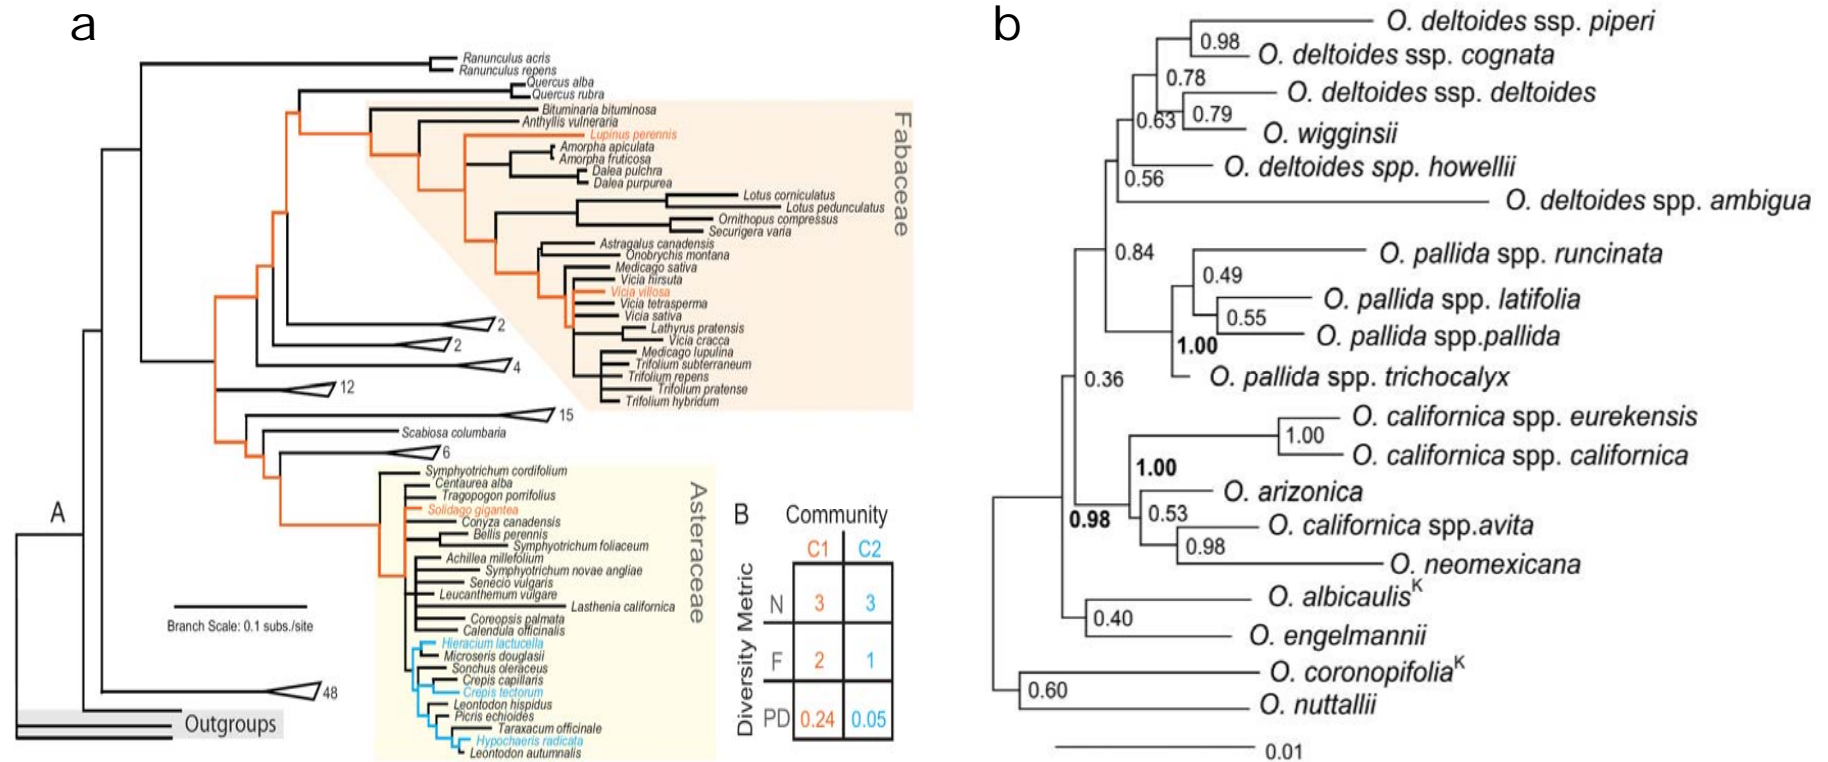 a
Ranunculus acris
Ranunculus repens
Quercus alba
Quercus rubra
Bituminaria bituminosa
Anthyllis vulneraria
Lupinus perennis
Amorpha apiculata
Amorpha fruticosa
Dalea pulchra
Dalea purpurea
Lotus corniculatus
Lotus pedunculatus
Ornithopus compressus
Securigera varia
Astragalus canadensis
Onobrychis montana
Medicago sativa
Vicia hirsuta
Vicia villosa
Vicia tetrasperma
Vicia sativa
Lathyrus pratensis
Vicia cracca
Medicago lupulina
Trifolium subterraneum
Trifolium repens
Trifolium pratense
Trifolium hybridum
Fabaceae
2
2
4
12
15
Scabiosa columbaria
6
Symphyotrichum cordifolium
Centaurea alba
Tragopogon porrifolius
Solidago gigantea
Conyza canadensis
Bellis perennis
Symphyotrichum foliaceum
Achillea millefolium
Symphyotrichum novae angliae
Senecio vulgaris
Leucanthemum vulgare
Lasthenia californica
Coreopsis palmata
Calendula officinalis
Hieracium lactucella
Microseris douglasii
Sonchus oleraceus
Crepis capillaris
Crepis tectorum
Leontodon hispidus
Picris echioides
Taraxacum officinale
Hypochaeris radicata
Leontodon autumnalis
Asteraceae
A
Branch Scale: 0.1 subs./site
48
Outgroups
B
Community
C1 C2
Diversity Metric
N 3 3
F 2 1
PD 0.24 0.05
b
O. deltoides ssp. piperi
0.98
O. deltoides ssp. cognata
0.78
O. deltoides ssp. deltoides
0.63 0.79
O. wigginsii
O. deltoides spp. howellii
0.56
O. deltoides spp. ambigua
0.84
O. pallida spp. runcinata
0.49
O. pallida spp. latifolia
0.55
O. pallida spp.pallida
1.00
O. pallida spp. trichocalyx
0.36
O. californica spp. eurekensis
1.00
O. californica spp. californica
1.00
O. arizonica
0.98
0.53
O. californica spp.avita
0.98
O. neomexicana
O. albicaulisK
0.40
O. engelmannii
O. coronopifoliaK
0.60
O. nuttallii
0.01